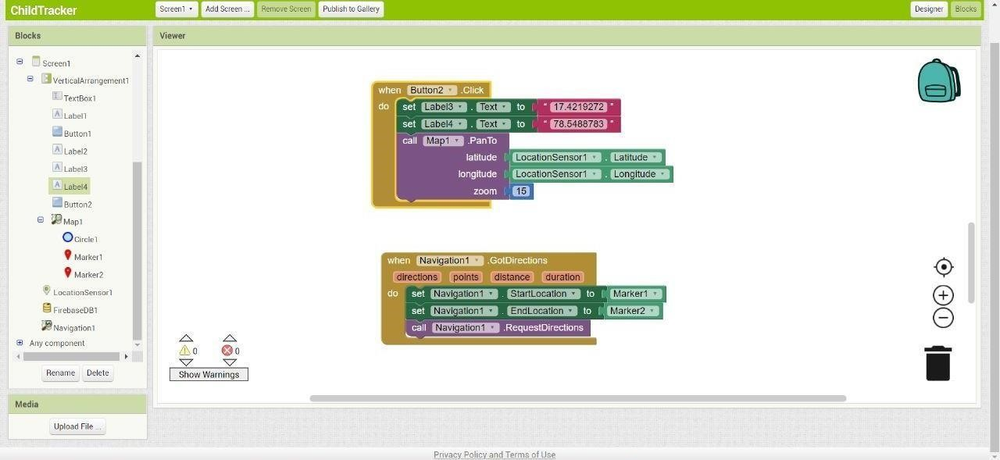 ChildTracker Screen1 Add Screen ... Remove Screen Publish to Gallery Designer Blocks
Blocks
Screen1
VerticalArrangement1
TextBox1
Label1
Button1
Label2
Label3
Label4
Button2
Map1
Circle1
Marker1
Marker2
LocationSensor1
FirebaseDB1
Navigation1
Any component
Rename Delete
Media
Upload File ...
Viewer
when Button2 .Click
do set Label3 . Text to " 17.4219272 "
set Label4 . Text to " 78.5488783 "
call Map1 .PanTo
latitude LocationSensor1 . Latitude
longitude LocationSensor1 . Longitude
zoom 15
when Navigation1 .GotDirections
directions points distance duration
do set Navigation1 . StartLocation to Marker1
set Navigation1 . EndLocation to Marker2
call Navigation1 .RequestDirections
0 0
Show Warnings
Privacy Policy and Terms of Use